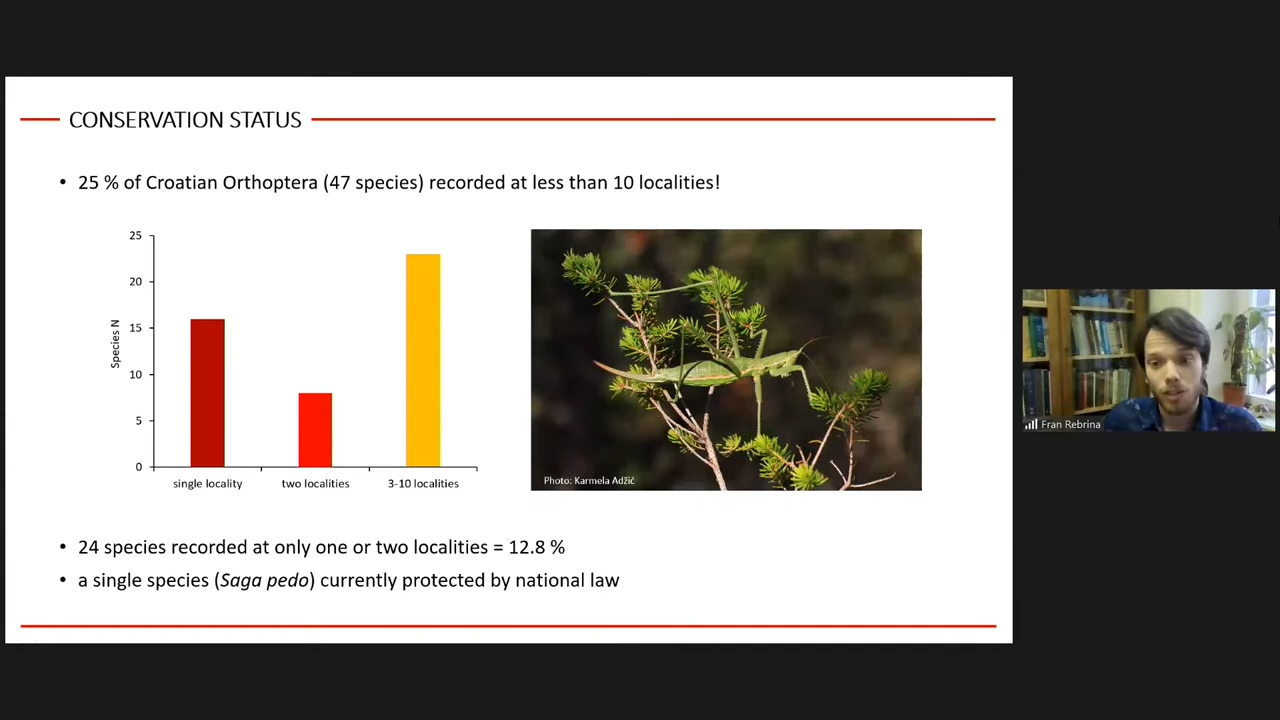 CONSERVATION STATUS
• 25 % of Croatian Orthoptera (47 species) recorded at less than 10 localities!
25
20
15
10
5
0
Species N
single locality
two localities
3-10 localities
Photo: Karmela Adžić
Fran Rebrina
• 24 species recorded at only one or two localities = 12.8 %
• a single species (Saga pedo) currently protected by national law